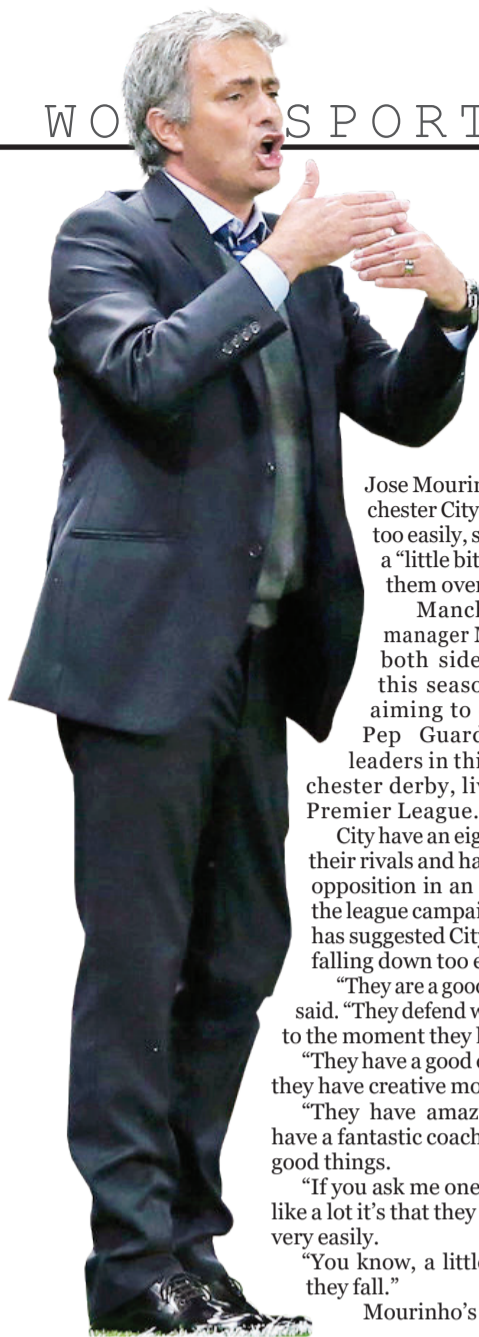 WO SPORT
Jose Mourin
chester City
too easily, s
a “little bit
them over
Manch
manager M
both side
this seaso
aiming to
Pep Guard
leaders in thi
chester derby, liv
Premier League.
City have an eig
their rivals and ha
opposition in an
the league campai
has suggested City
falling down too e
“They are a good
said. “They defend w
to the moment they l
“They have a good
they have creative mo
“They have amaz
have a fantastic coach
good things.
“If you ask me one
like a lot it’s that they
very easily.
“You know, a little
they fall.”
Mourinho’s